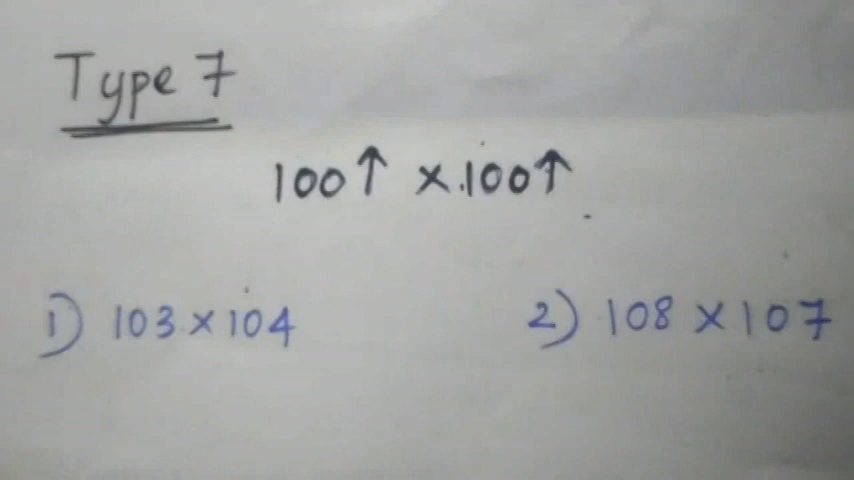 Type 7
100↑ × 100↑
1) 103 × 104
2) 108 × 107